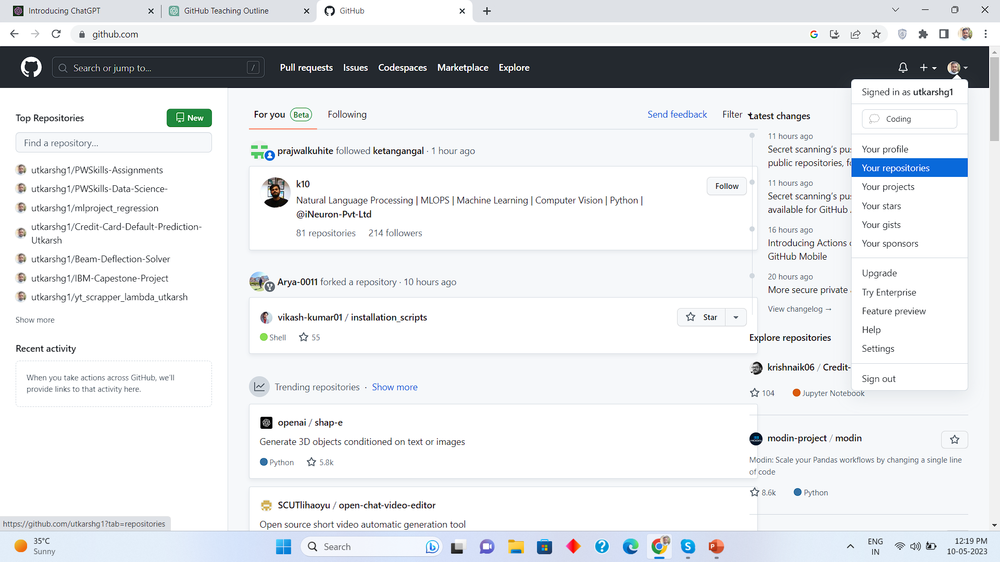 Introducing ChatGPT
GitHub Teaching Outline
GitHub
github.com
Search or jump to...
/
Pull requests
Issues
Codespaces
Marketplace
Explore
Signed in as utkarshg1
Coding
Your profile
Your repositories
Your projects
Your stars
Your gists
Your sponsors
Upgrade
Try Enterprise
Feature preview
Help
Settings
Sign out
Top Repositories
New
Find a repository…
utkarshg1/PWSkills-Assignments
utkarshg1/PWSkills-Data-Science-
utkarshg1/mlproject_regression
utkarshg1/Credit-Card-Default-Prediction-
Utkarsh
utkarshg1/Beam-Deflection-Solver
utkarshg1/IBM-Capestone-Project
utkarshg1/yt_scrapper_lambda_utkarsh
Show more
Recent activity
When you take actions across GitHub, we'll
provide links to that activity here.
For you Beta
Following
Send feedback
Filter
prajwalkuhite followed ketangangal · 1 hour ago
k10
Follow
Natural Language Processing | MLOPS | Machine Learning | Computer Vision | Python |
@iNeuron-Pvt-Ltd
81 repositories 214 followers
Arya-0011 forked a repository · 10 hours ago
vikash-kumar01 / installation_scripts
Star
Shell 55
Trending repositories · Show more
openai / shap-e
Generate 3D objects conditioned on text or images
Python 5.8k
SCUTlihaoyu / open-chat-video-editor
Open source short video automatic generation tool
Latest changes
11 hours ago
Secret scanning's pu
public repositories, fo
11 hours ago
Secret scanning's pu
available for GitHub
16 hours ago
Introducing Actions
GitHub Mobile
20 hours ago
More secure private
View changelog →
Explore repositories
krishnaik06 / Credit-
104 Jupyter Notebook
modin-project / modin
Modin: Scale your Pandas workflows by changing a single line
of code
8.6k Python
https://github.com/utkarshg1?tab=repositories
35°C
Sunny
Search
ENG
IN
12:19 PM
10-05-2023